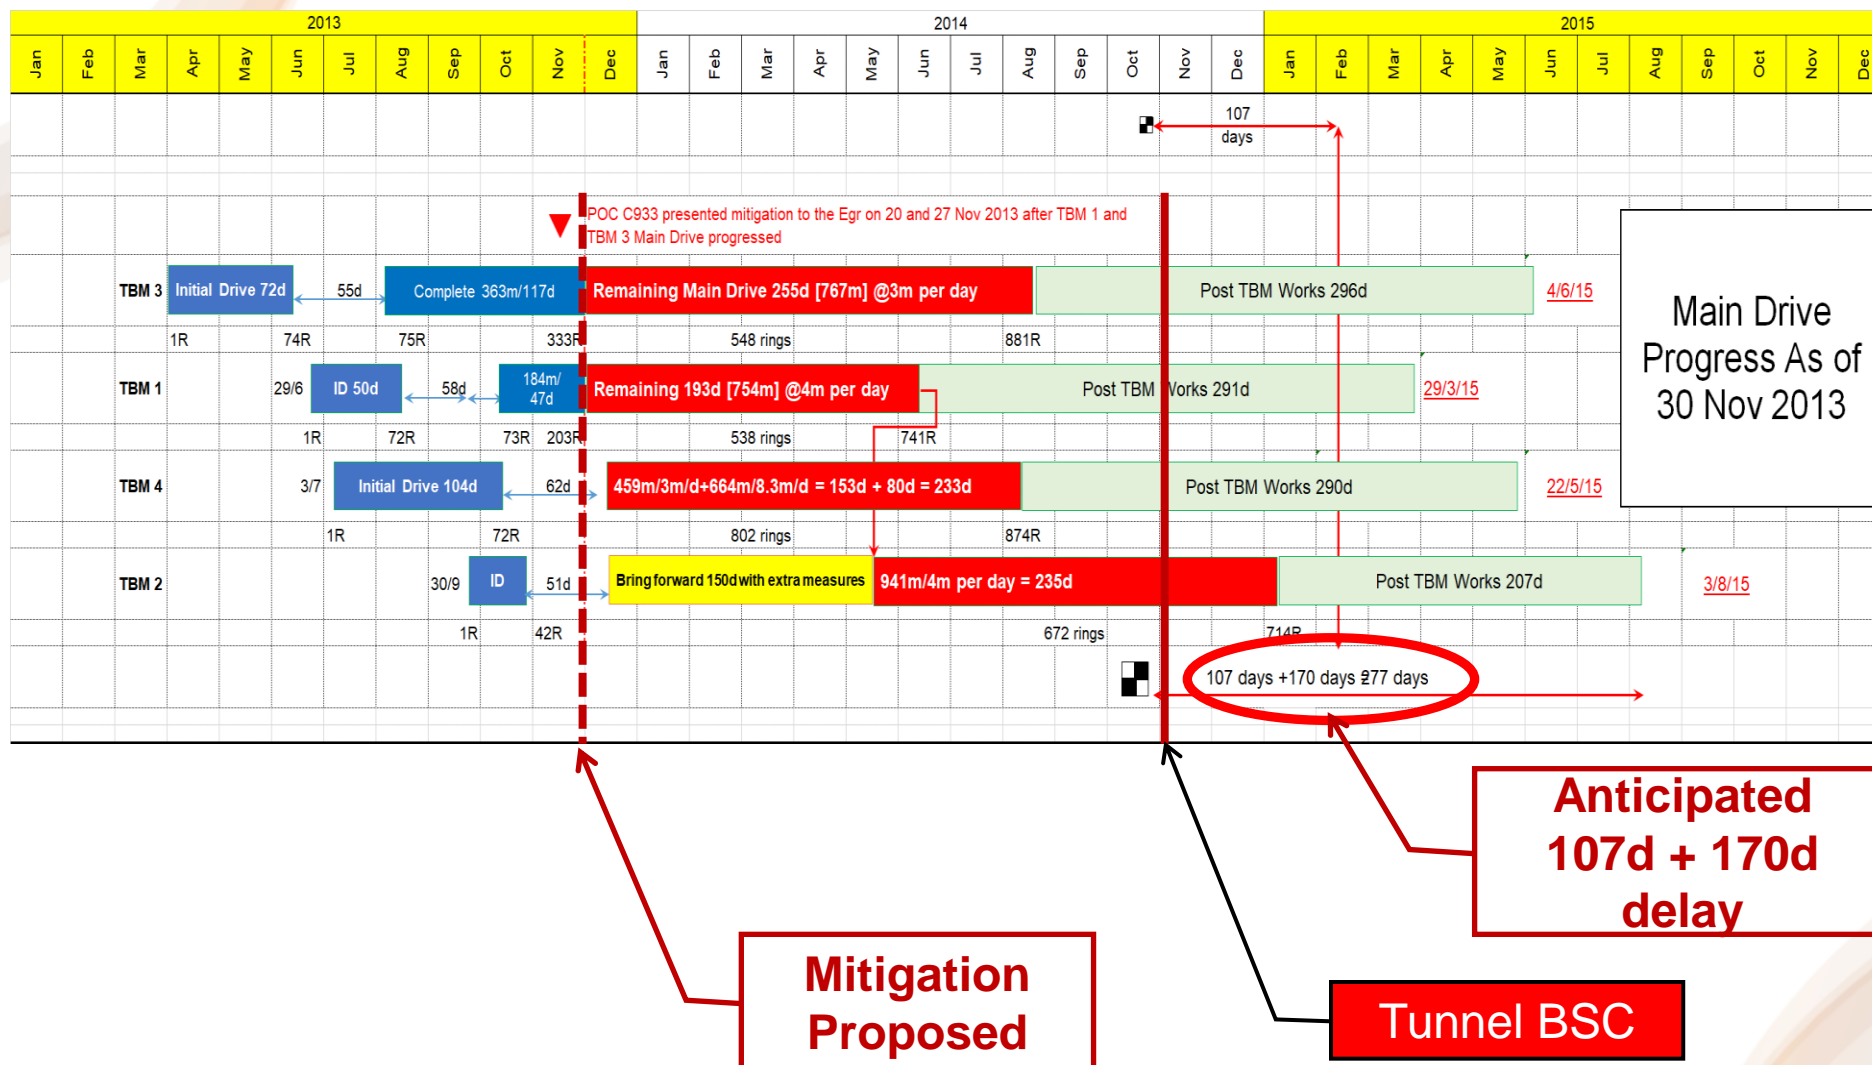 2013 2014 2015
Jan Feb Mar Apr May Jun Jul Aug Sep Oct Nov Dec Jan Feb Mar Apr May Jun Jul Aug Sep Oct Nov Dec Jan Feb Mar Apr May Jun Jul Aug Sep Oct Nov Dec
107
days
POC C933 presented mitigation to the Egr on 20 and 27 Nov 2013 after TBM 1 and
TBM 3 Main Drive progressed
TBM 3 Initial Drive 72d 55d Complete 363m/117d Remaining Main Drive 255d [767m] @3m per day Post TBM Works 296d 4/6/15
1R 74R 75R 333R 548 rings 881R
TBM 1 29/6 ID 50d 58d 184m/
47d
Remaining 193d [754m] @4m per day Post TBM Works 291d 29/3/15
1R 72R 73R 203R 538 rings 741R
TBM 4 3/7 Initial Drive 104d 62d 459m/3m/d+664m/8.3m/d = 153d + 80d = 233d Post TBM Works 290d 22/5/15
1R 72R 802 rings 874R
TBM 2 30/9 ID 51d Bring forward 150d with extra measures 941m/4m per day = 235d Post TBM Works 207d 3/8/15
1R 42R 672 rings 714R
107 days +170 days 277 days
Main Drive
Progress As of
30 Nov 2013
Anticipated
107d + 170d
delay
Mitigation
Proposed
Tunnel BSC